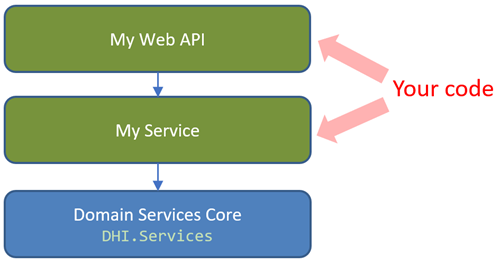 My Web API
Your code
My Service
Domain Services Core
DHI.Services